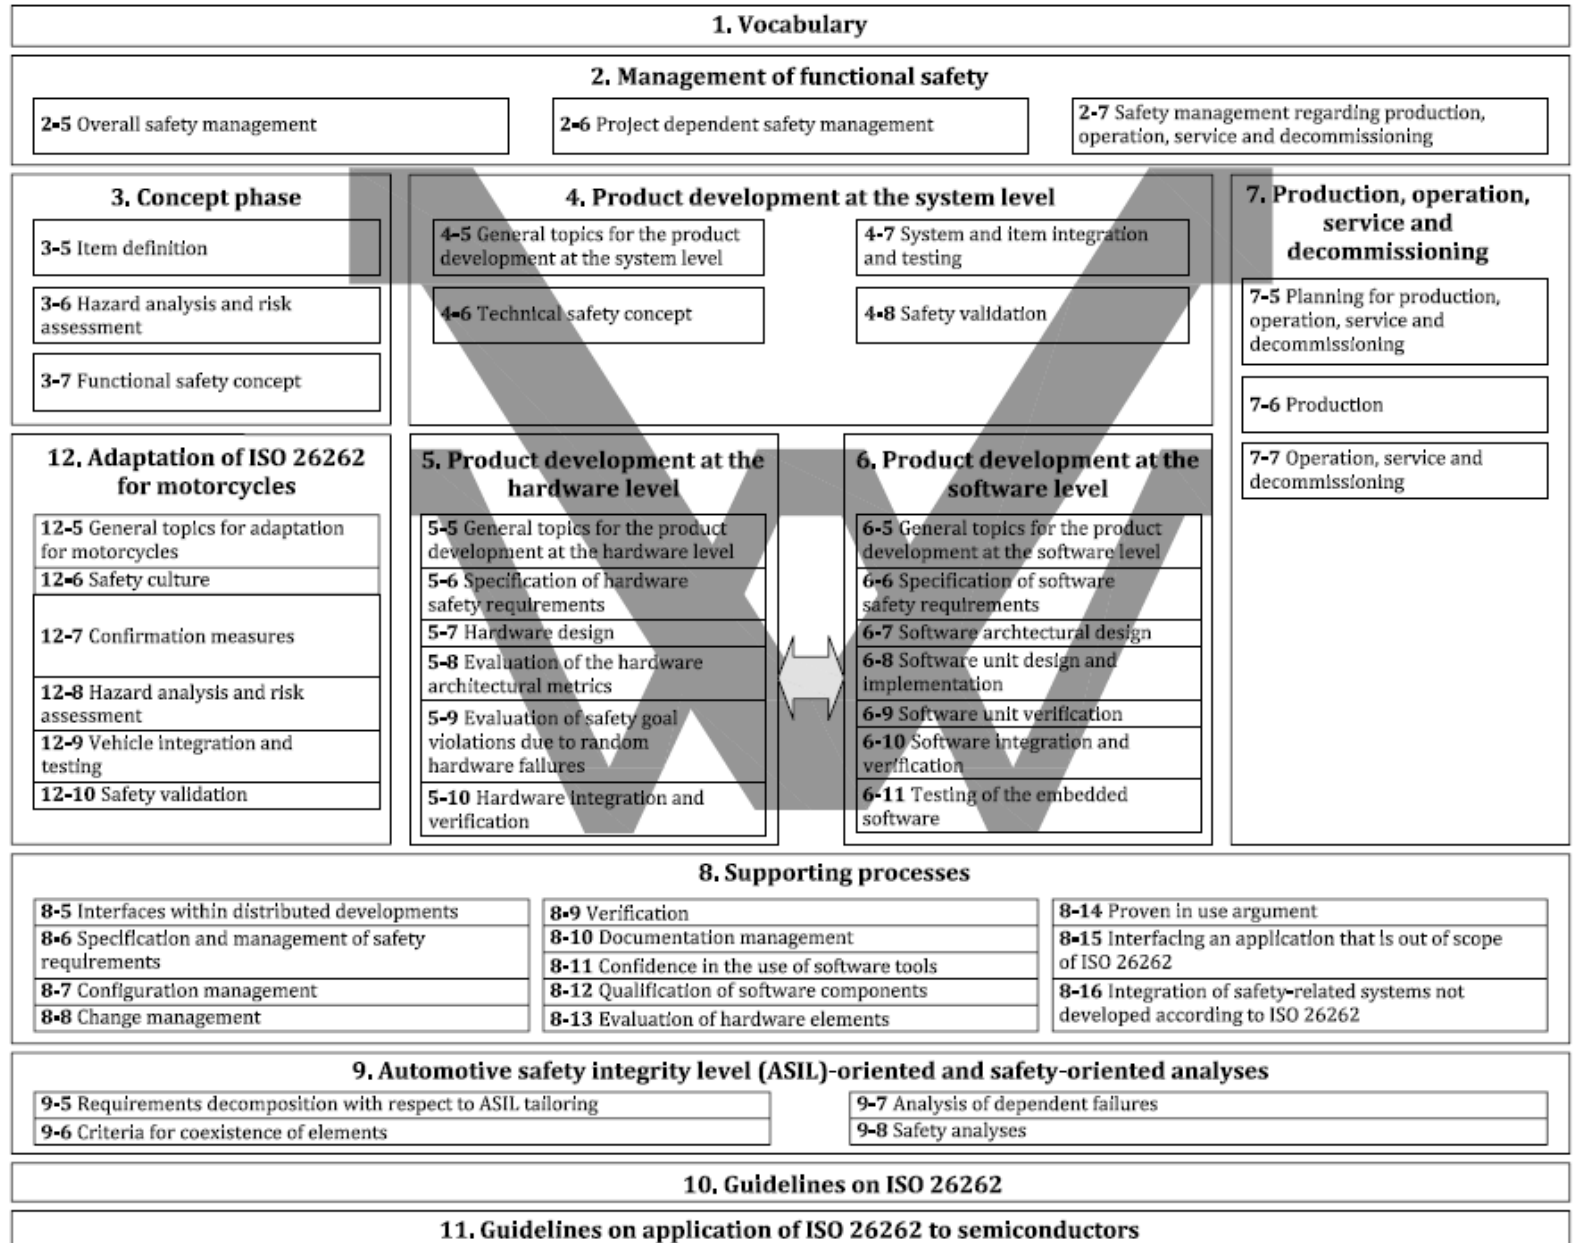 1. Vocabulary
2. Management of functional safety
2-5 Overall safety management
2-6 Project dependent safety management
2-7 Safety management regarding production,
operation, service and decommissioning
3. Concept phase
3-5 Item definition
3-6 Hazard analysis and risk
assessment
3-7 Functional safety concept
4. Product development at the system level
4-5 General topics for the product
development at the system level
4-6 Technical safety concept
4-7 System and item integration
and testing
4-8 Safety validation
7. Production, operation,
service and
decommissioning
7-5 Planning for production,
operation, service and
decommissioning
7-6 Production
7-7 Operation, service and
decommissioning
12. Adaptation of ISO 26262
for motorcycles
12-5 General topics for adaptation
for motorcycles
12-6 Safety culture
12-7 Confirmation measures
12-8 Hazard analysis and risk
assessment
12-9 Vehicle integration and
testing
12-10 Safety validation
5. Product development at the
hardware level
5-5 General topics for the product
development at the hardware level
5-6 Specification of hardware
safety requirements
5-7 Hardware design
5-8 Evaluation of the hardware
architectural metrics
5-9 Evaluation of safety goal
violations due to random
hardware failures
5-10 Hardware integration and
verification
6. Product development at the
software level
6-5 General topics for the product
development at the software level
6-6 Specification of software
safety requirements
6-7 Software archtectural design
6-8 Software unit design and
implementation
6-9 Software unit verification
6-10 Software integration and
verification
6-11 Testing of the embedded
software
8. Supporting processes
8-5 Interfaces within distributed developments
8-6 Specification and management of safety
requirements
8-7 Configuration management
8-8 Change management
8-9 Verification
8-10 Documentation management
8-11 Confidence in the use of software tools
8-12 Qualification of software components
8-13 Evaluation of hardware elements
8-14 Proven in use argument
8-15 Interfacing an application that is out of scope
of ISO 26262
8-16 Integration of safety-related systems not
developed according to ISO 26262
9. Automotive safety integrity level (ASIL)-oriented and safety-oriented analyses
9-5 Requirements decomposition with respect to ASIL tailoring
9-6 Criteria for coexistence of elements
9-7 Analysis of dependent failures
9-8 Safety analyses
10. Guidelines on ISO 26262
11. Guidelines on application of ISO 26262 to semiconductors